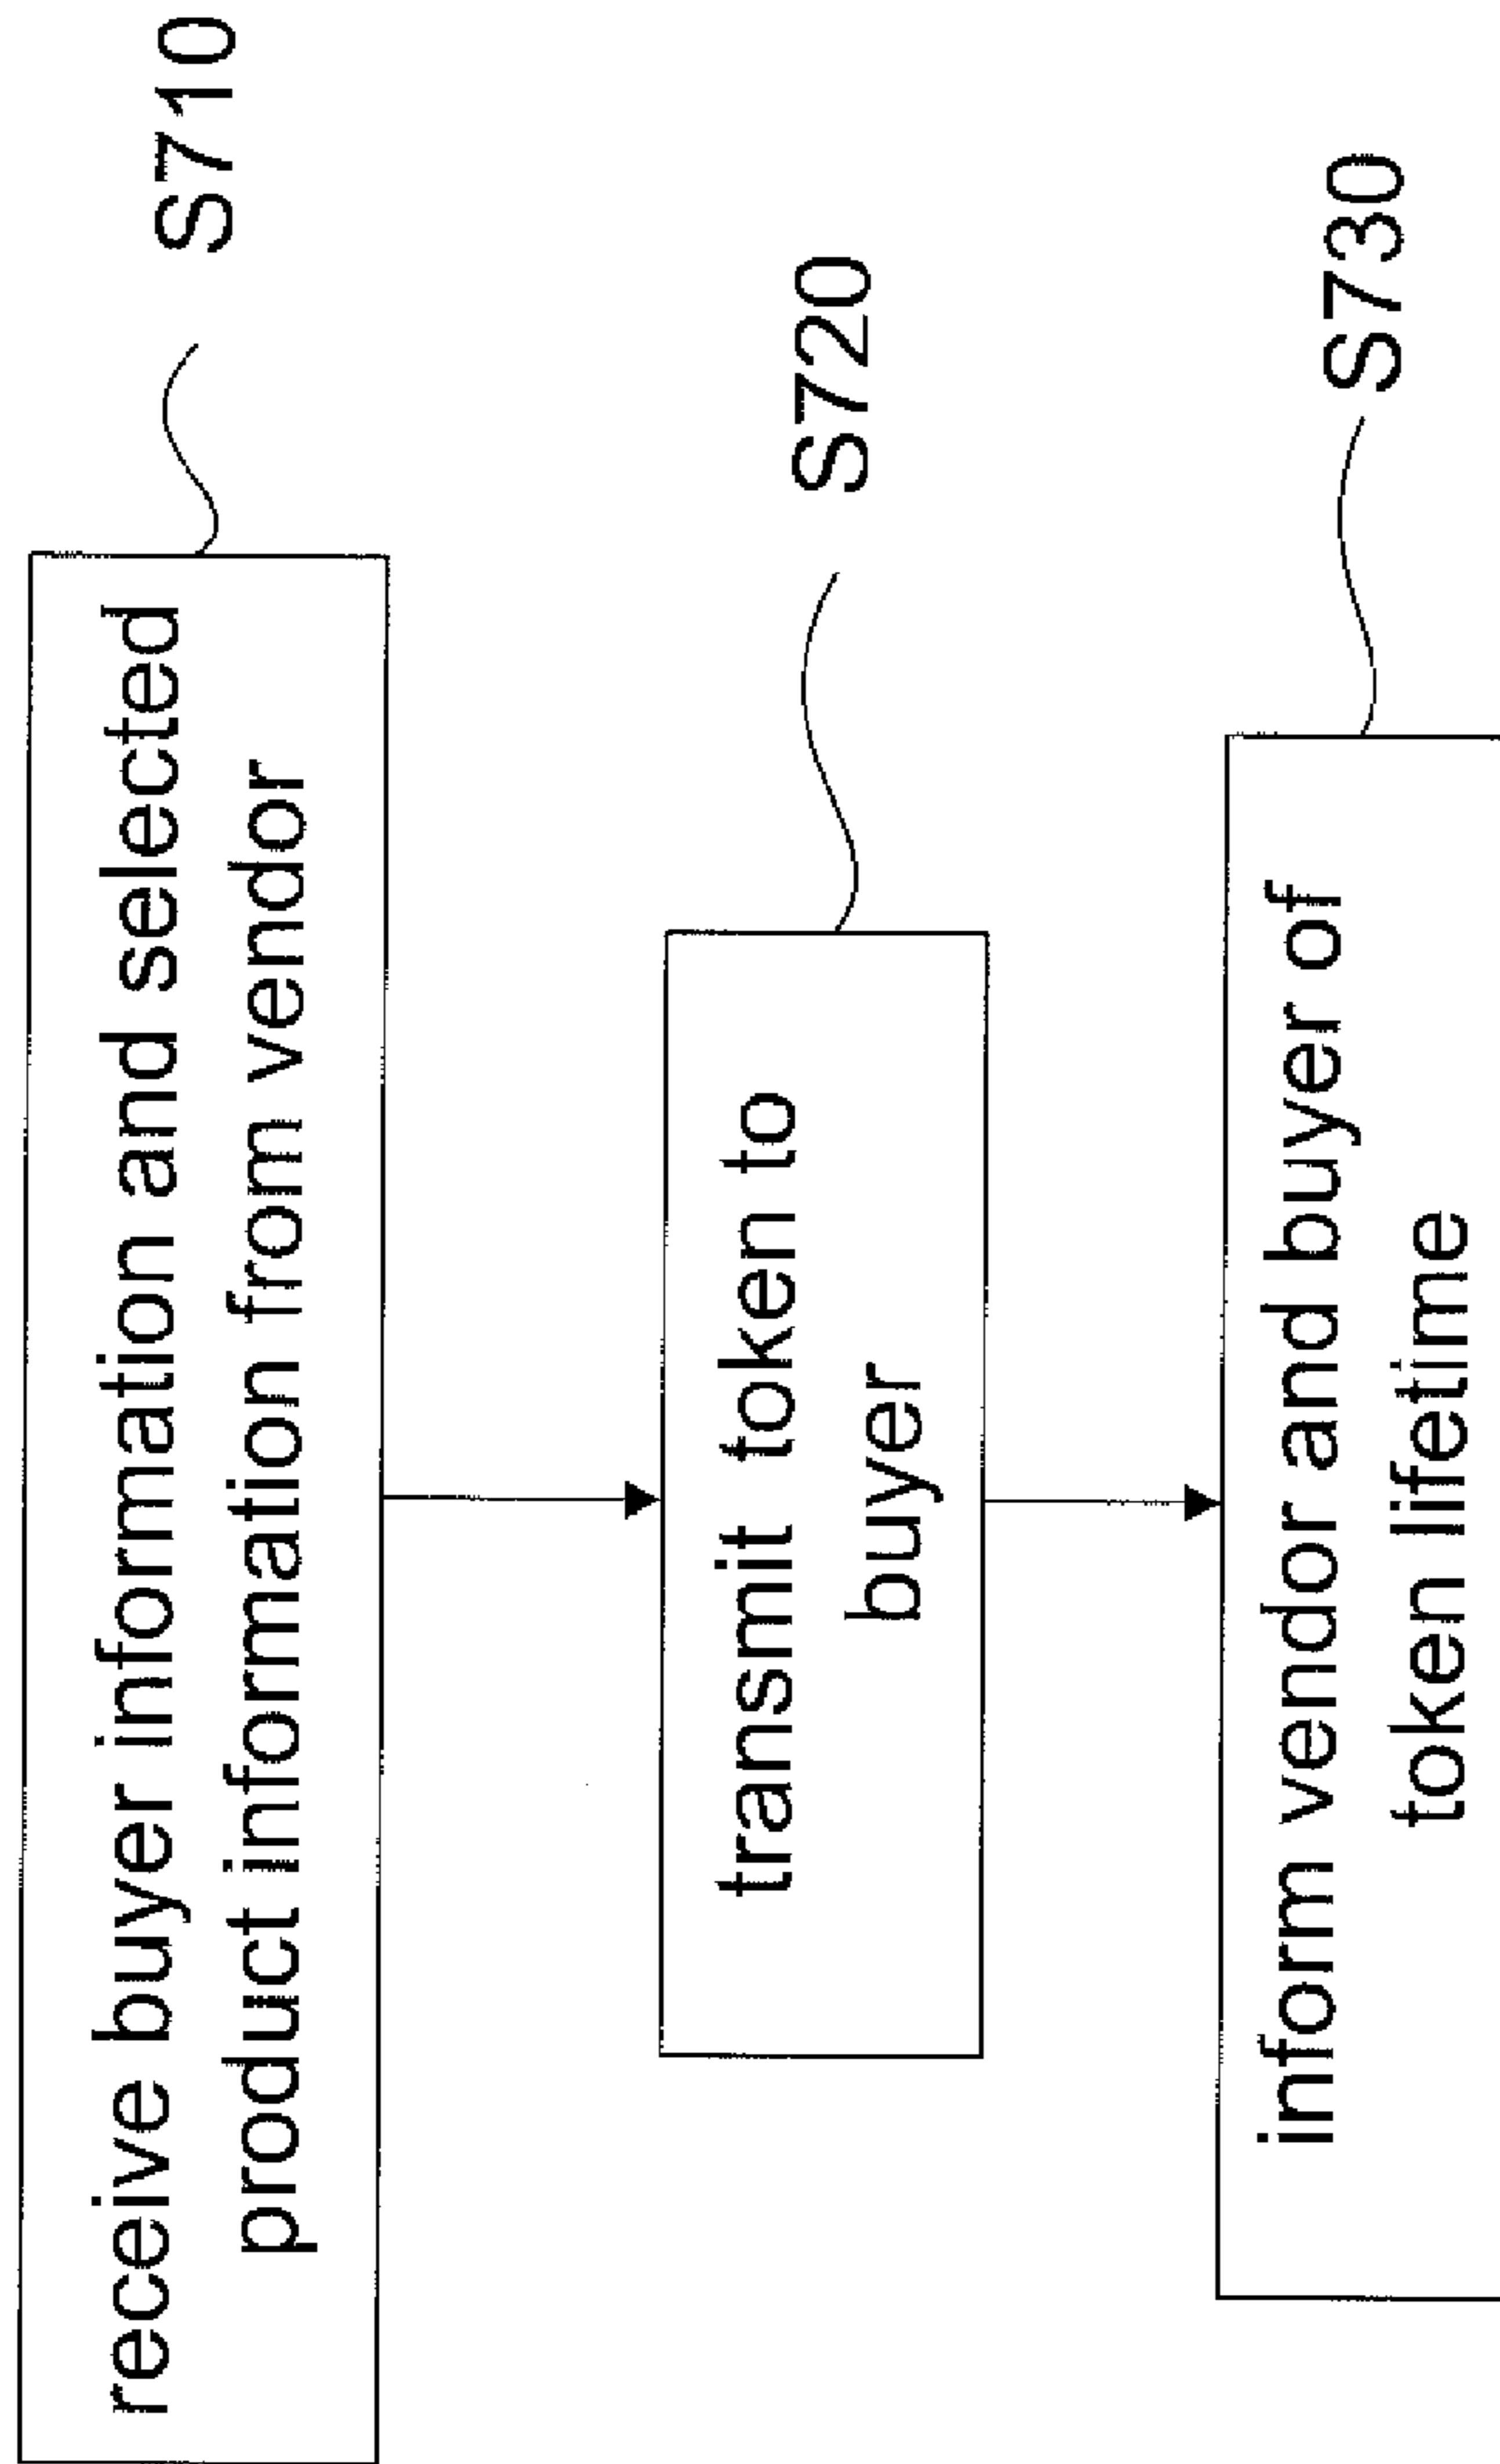 receive buyer information and selected
product information from vendor
S710
transmit token to
buyer
S720
inform vendor and buyer of
token lifetime
S730